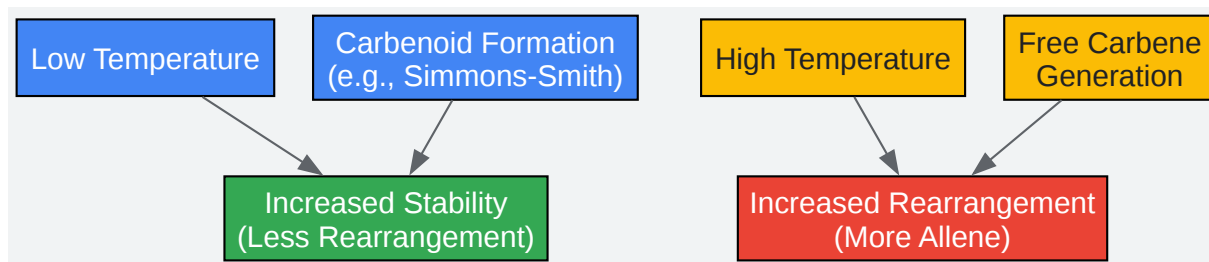 Low Temperature
Carbenoid Formation
(e.g., Simmons-Smith)
High Temperature
Free Carbene
Generation
Increased Stability
(Less Rearrangement)
Increased Rearrangement
(More Allene)